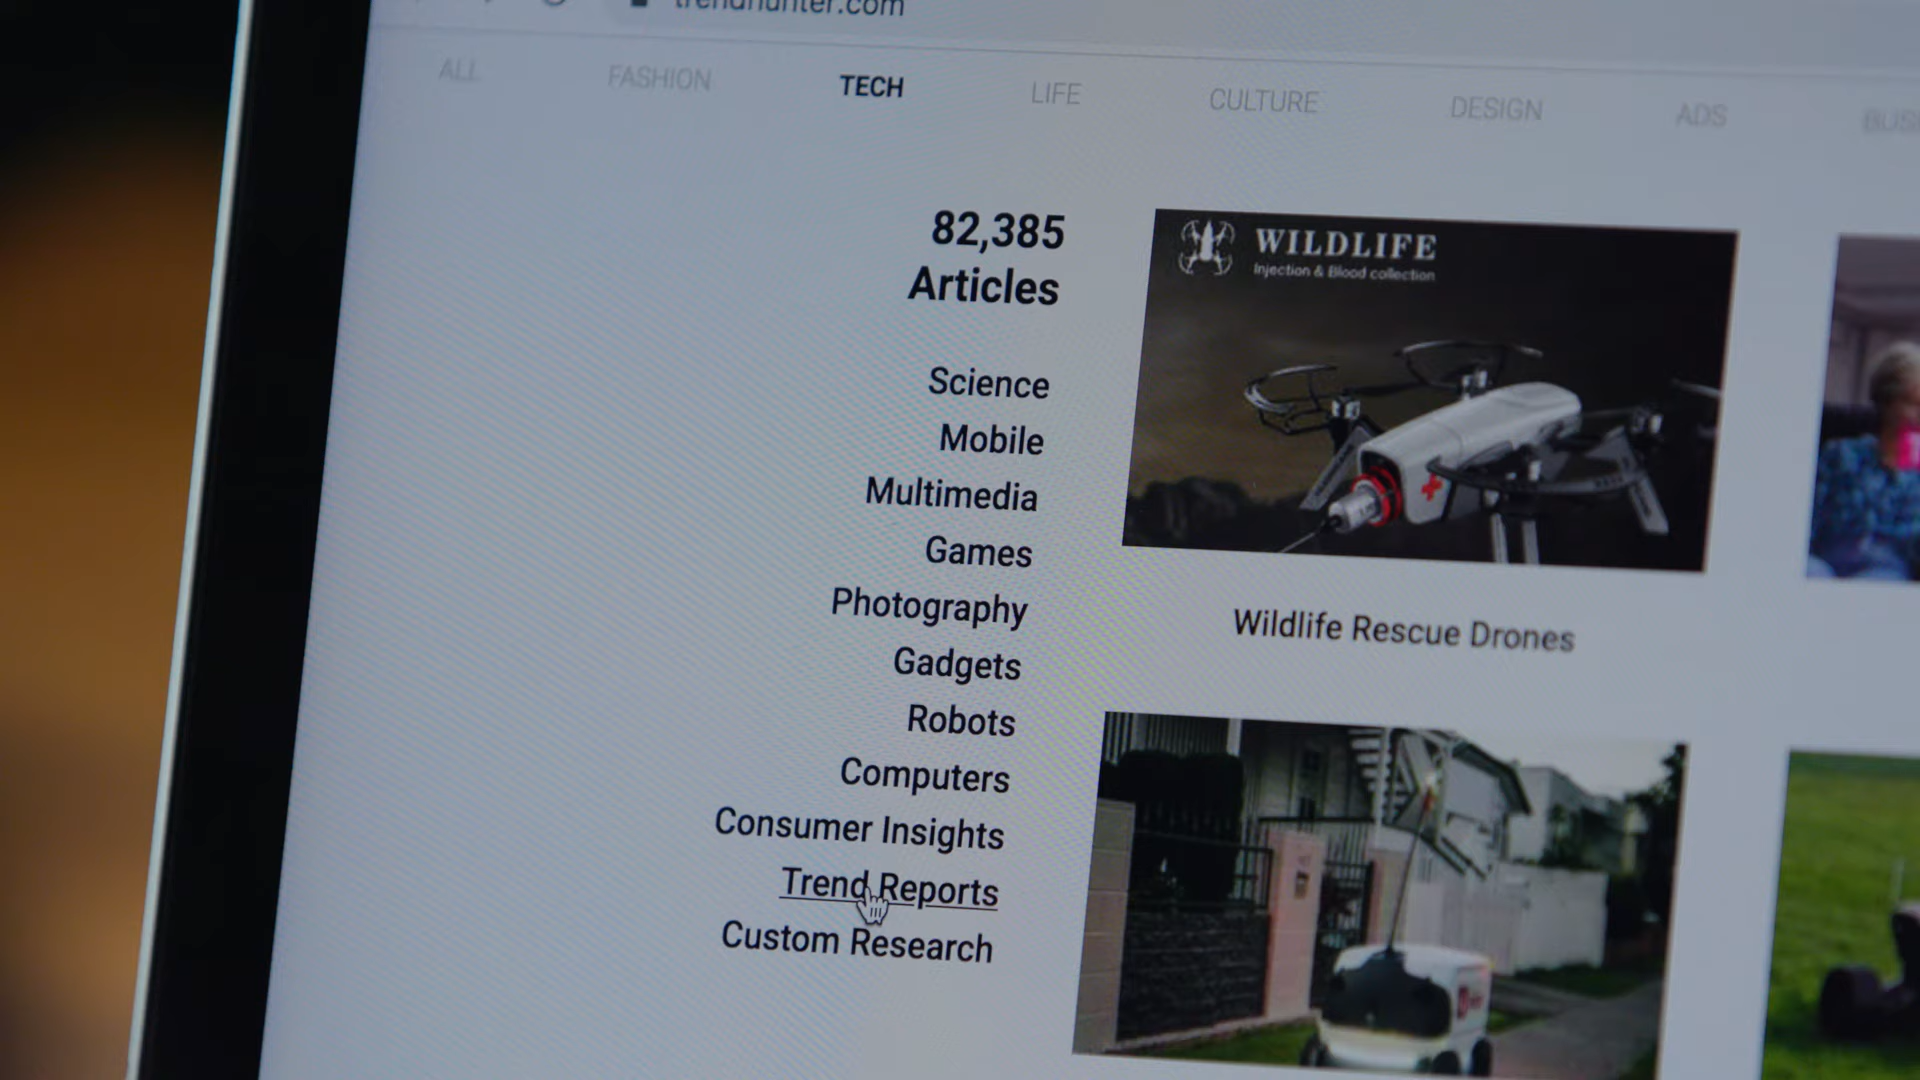 trendhunter.com
ALL FASHION TECH LIFE CULTURE DESIGN ADS
82,385
Articles
Science
Mobile
Multimedia
Games
Photography
Gadgets
Robots
Computers
Consumer Insights
Trend Reports
Custom Research
WILDLIFE
Injection & Blood collection
Wildlife Rescue Drones